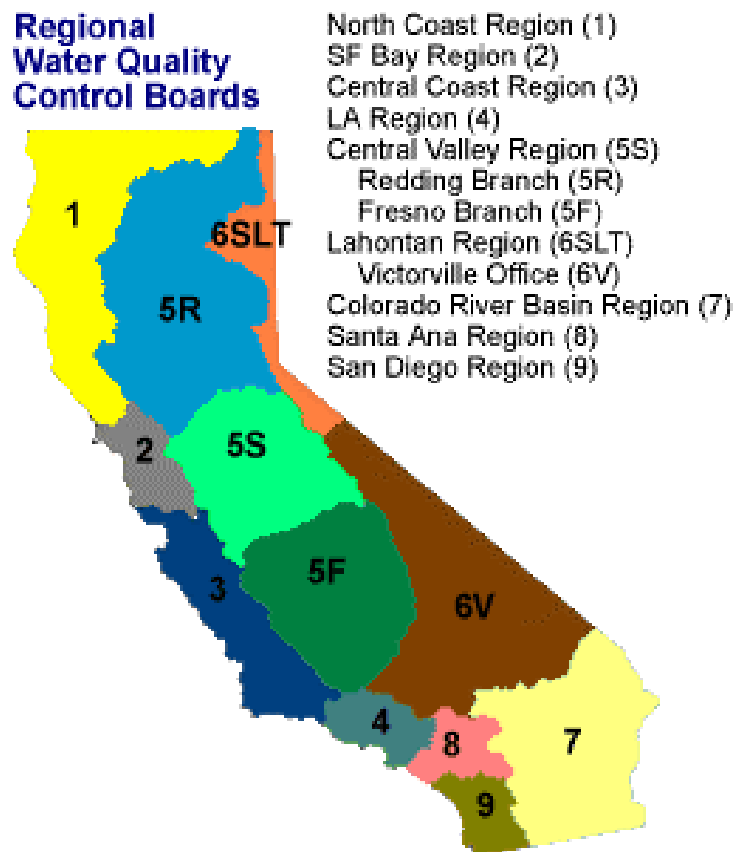 Regional
Water Quality
Control Boards
North Coast Region (1)
SF Bay Region (2)
Central Coast Region (3)
LA Region (4)
Central Valley Region (5S)
Redding Branch (5R)
Fresno Branch (5F)
Lahontan Region (6SLT)
Victorville Office (6V)
Colorado River Basin Region (7)
Santa Ana Region (8)
San Diego Region (9)
1
6SLT
5R
2
5S
5F
3
6V
4
8
7
9